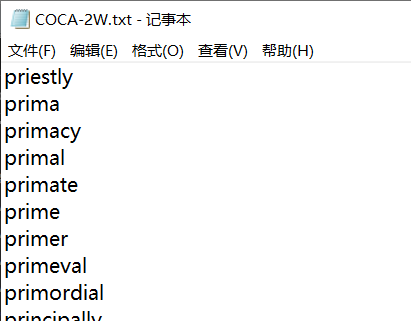 COCA-2W.txt - 记事本
文件(F) 编辑(E) 格式(O) 查看(V) 帮助(H)
priestly
prima
primacy
primal
primate
prime
primer
primeval
primordial
principally